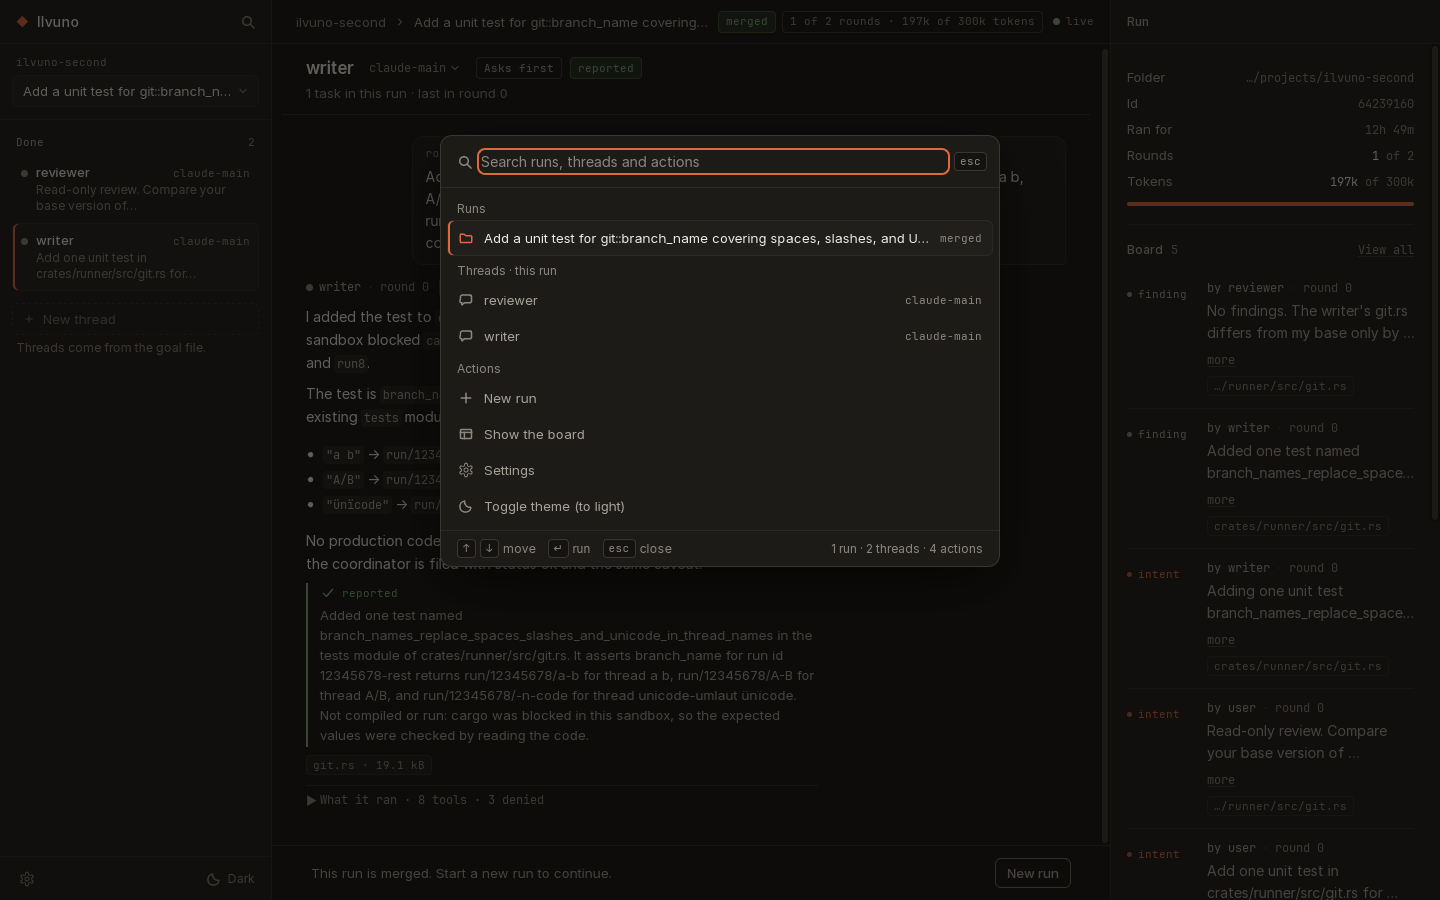 Ilvuno
ilvuno-second
Add a unit test for git::branch_n…
Done 2
reviewer claude-main
Read-only review. Compare your
base version of…
writer claude-main
Add one unit test in
crates/runner/src/git.rs for…
New thread
Threads come from the goal file.
Dark
ilvuno-second › Add a unit test for git::branch_name covering… merged 1 of 2 rounds · 197k of 300k tokens live
writer claude-main Asks first reported
1 task in this run · last in round 0
a b,
writer · round 0
I added the test to
sandbox blocked
and run8.
The test is
existing tests
"a b" →
"A/B" →
"Ünïcode" →
No production code
the coordinator is filed with status ok and the same caveat.
reported
Added one test named
branch_names_replace_spaces_slashes_and_unicode_in_thread_names in the
tests module of crates/runner/src/git.rs. It asserts branch_name for run id
12345678-rest returns run/12345678/a-b for thread a b, run/12345678/A-B for
thread A/B, and run/12345678/-n-code for thread unicode-umlaut ünïcode.
Not compiled or run: cargo was blocked in this sandbox, so the expected
values were checked by reading the code.
git.rs · 19.1 kB
What it ran · 8 tools · 3 denied
This run is merged. Start a new run to continue.
New run
Search runs, threads and actions
esc
Runs
Add a unit test for git::branch_name covering spaces, slashes, and U… merged
Threads · this run
reviewer claude-main
writer claude-main
Actions
New run
Show the board
Settings
Toggle theme (to light)
↑ ↓ move ↵ run esc close 1 run · 2 threads · 4 actions
Run
Folder …/projects/ilvuno-second
Id 64239160
Ran for 12h 49m
Rounds 1 of 2
Tokens 197k of 300k
Board 5 View all
finding
by reviewer · round 0
No findings. The writer's git.rs
differs from my base only by …
more
…/runner/src/git.rs
finding
by writer · round 0
Added one test named
branch_names_replace_space…
more
crates/runner/src/git.rs
intent
by writer · round 0
Adding one unit test
branch_names_replace_space…
more
crates/runner/src/git.rs
intent
by user · round 0
Read-only review. Compare
your base version of …
more
…/runner/src/git.rs
intent
by user · round 0
Add one unit test in
crates/runner/src/git.rs for …